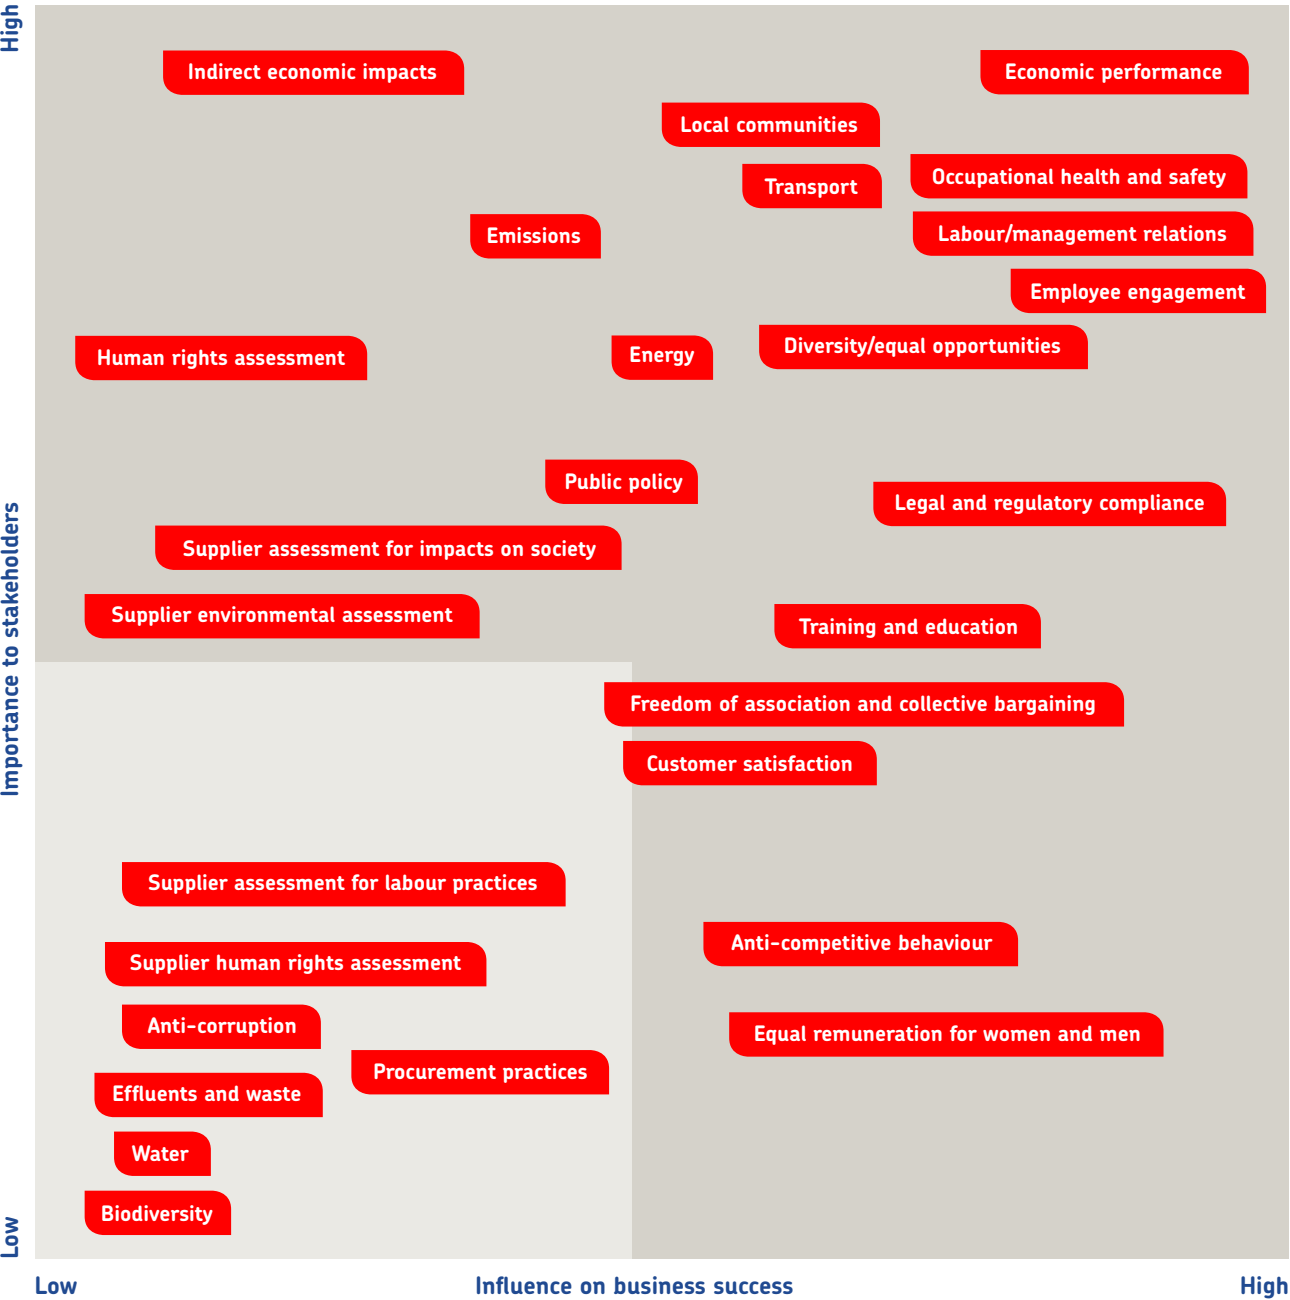 High
Indirect economic impacts
Economic performance
Local communities
Transport
Occupational health and safety
Emissions
Labour/management relations
Employee engagement
Human rights assessment
Energy
Diversity/equal opportunities
Public policy
Legal and regulatory compliance
Supplier assessment for impacts on society
Supplier environmental assessment
Training and education
Importance to stakeholders
Freedom of association and collective bargaining
Customer satisfaction
Supplier assessment for labour practices
Anti-competitive behaviour
Supplier human rights assessment
Anti-corruption
Equal remuneration for women and men
Procurement practices
Effluents and waste
Water
Biodiversity
Low
Low
Influence on business success
High